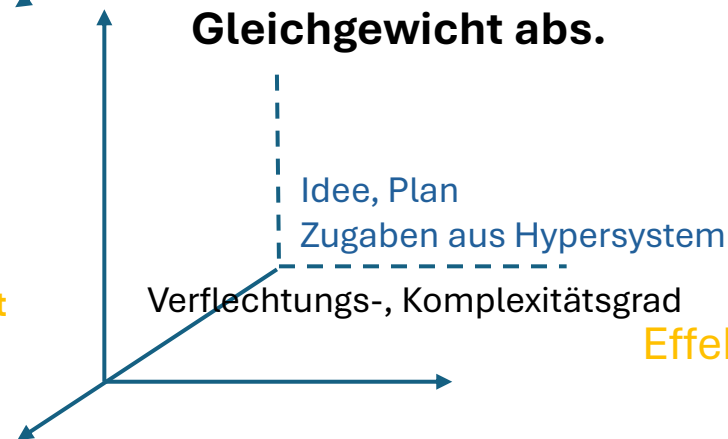 Gleichgewicht abs.
Idee, Plan
Zugaben aus Hypersystem
Verflechtungs-, Komplexitätsgrad